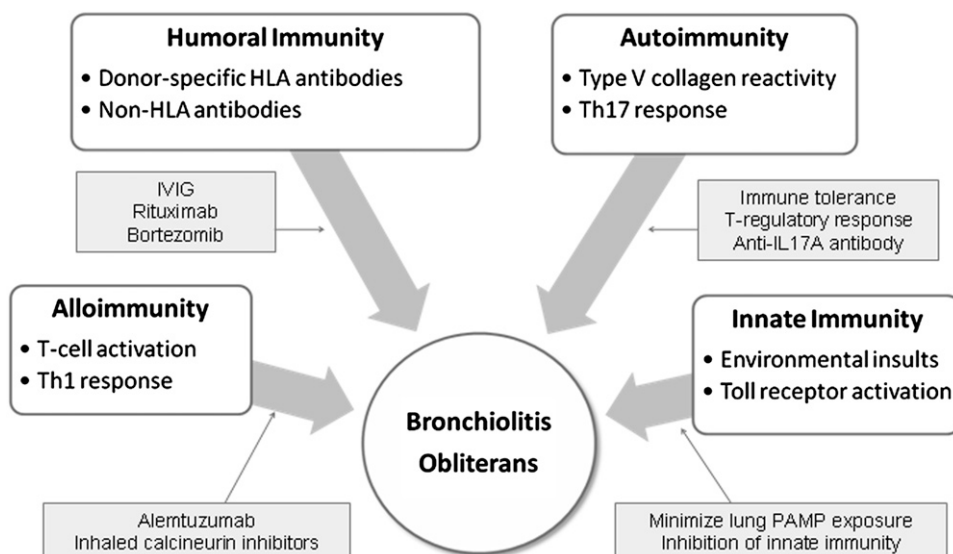 Humoral Immunity
• Donor-specific HLA antibodies
• Non-HLA antibodies
Autoimmunity
• Type V collagen reactivity
• Th17 response
IVIG
Rituximab
Bortezomib
Immune tolerance
T-regulatory response
Anti-IL17A antibody
Alloimmunity
• T-cell activation
• Th1 response
Innate Immunity
• Environmental insults
• Toll receptor activation
Bronchiolitis
Obliterans
Alemtuzumab
Inhaled calcineurin inhibitors
Minimize lung PAMP exposure
Inhibition of innate immunity